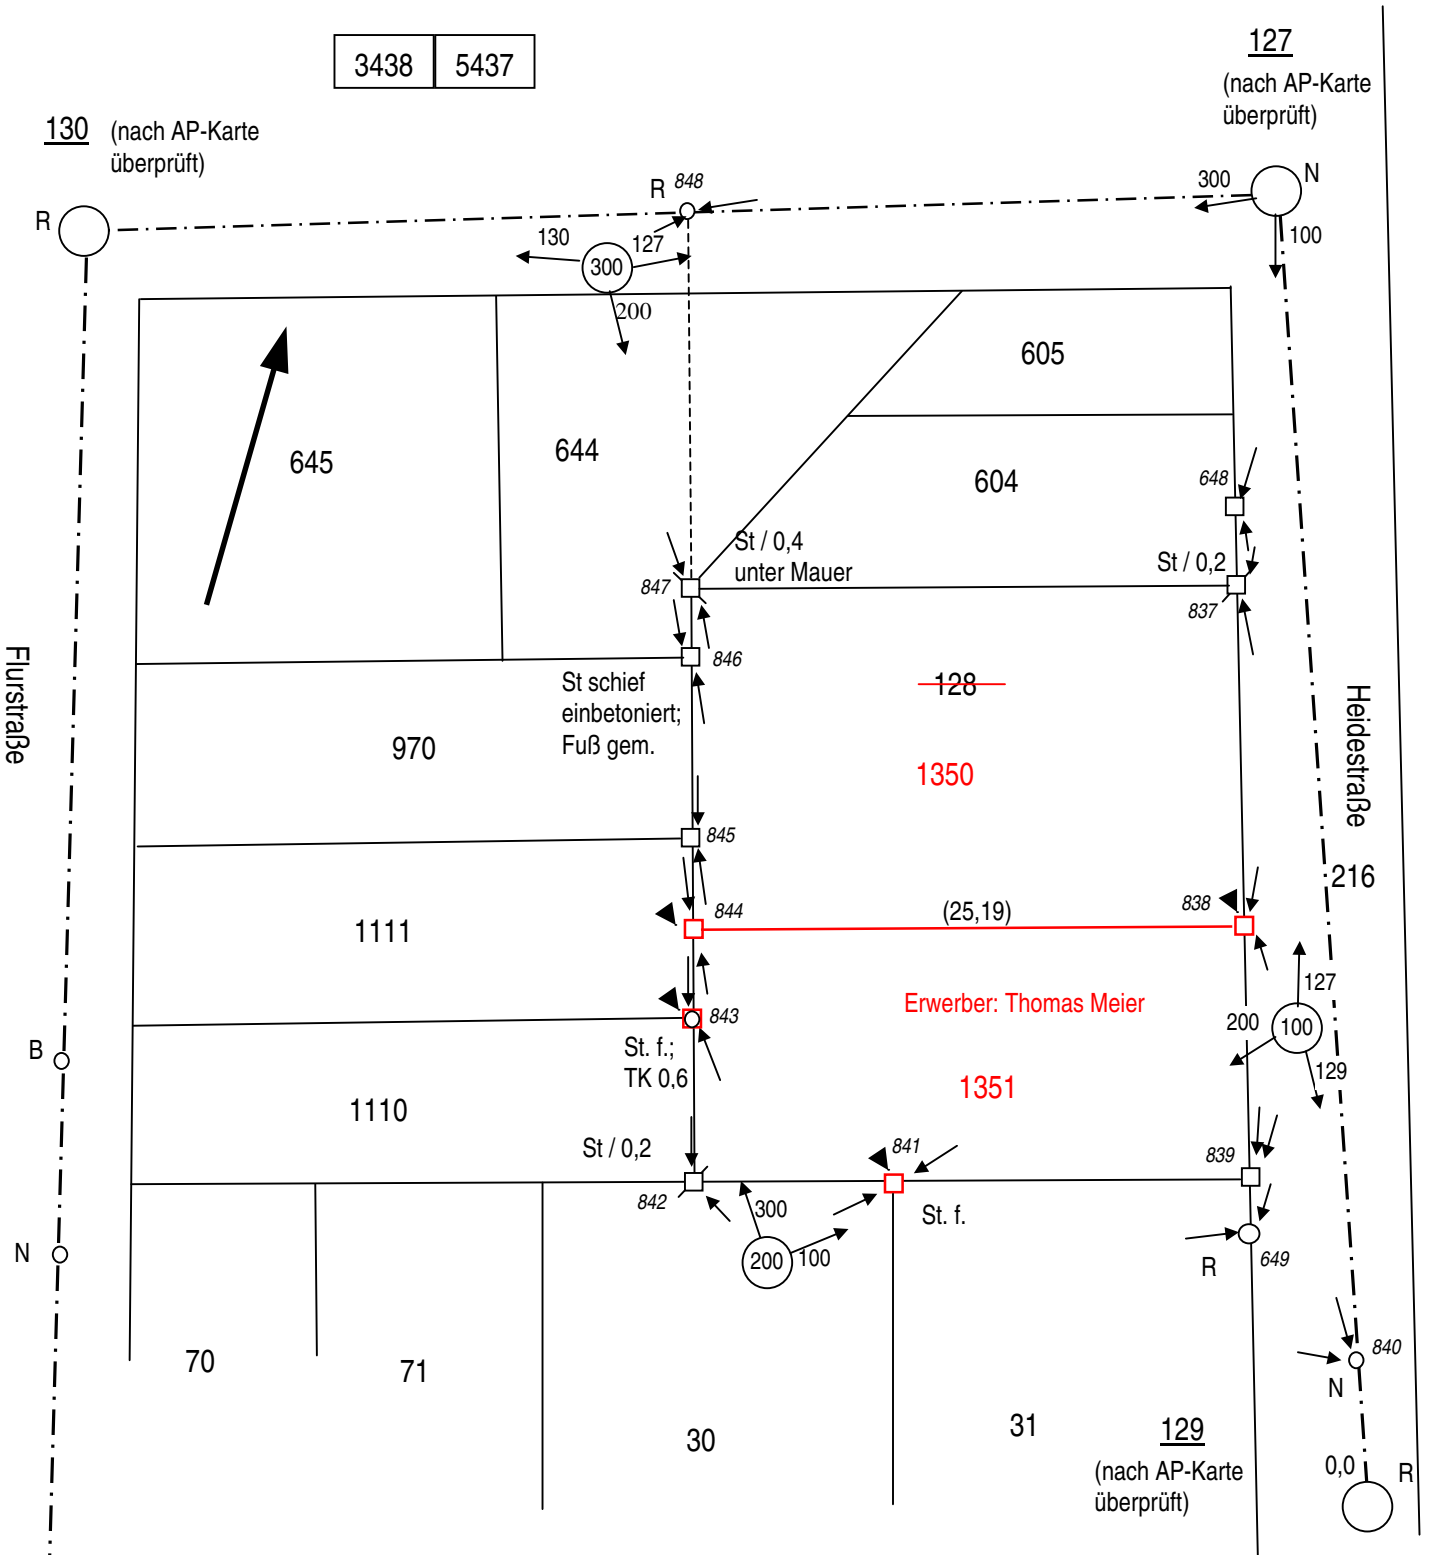 3438 5437
127
(nach AP-Karte
überprüft)
130 (nach AP-Karte
überprüft)
R
R 848
300 N
100
130 127
300
200
605
645
644
604
648
St / 0,4
unter Mauer
St / 0,2
847
837
846
St schief
einbetoniert;
Fuß gem.
128
Flurstraße
Heidestraße
970
1350
845
216
844
(25,19)
838
1111
Erwerber: Thomas Meier
127
843
200 100
St. f.;
TK 0,6
B
129
1351
1110
St / 0,2
841
839
842
300
St. f.
200 100
N
R 649
840
N
70
71
30
31
129
(nach AP-Karte
überprüft)
0,0 R